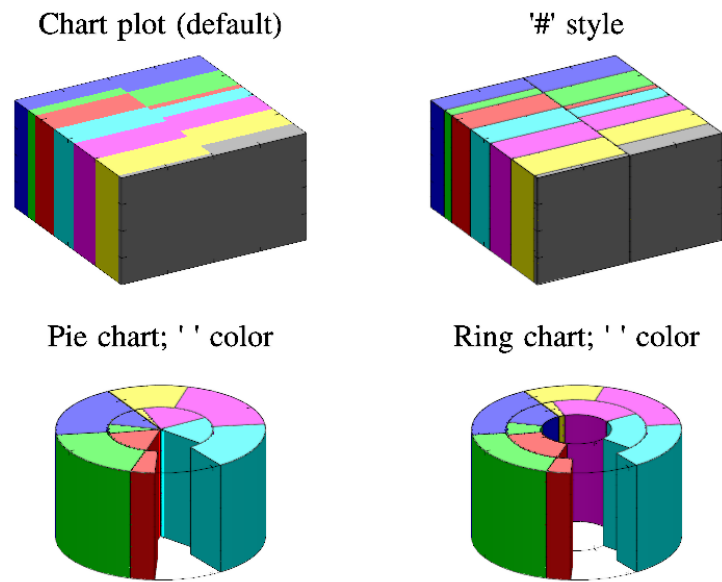 Chart plot (default)
'#' style
Pie chart; ' ' color
Ring chart; ' ' color